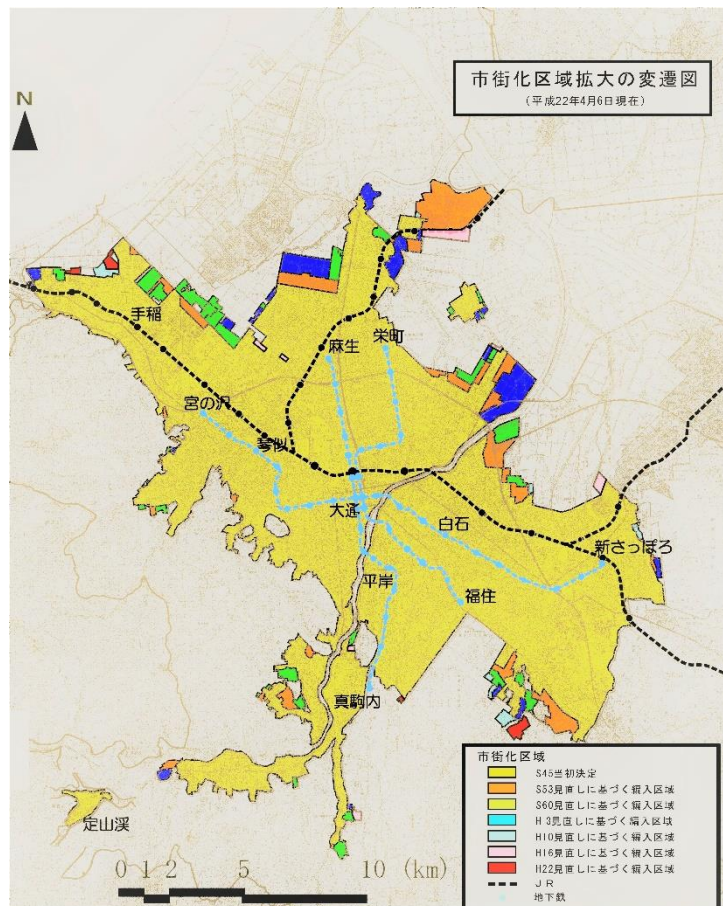 市街化区域拡大の変遷図
(平成22年4月6日現在)
N
手稲
麻生
栄町
宮の沢
琴似
大通
白石
新さっぽろ
平岸
福住
真駒内
定山渓
市街化区域
S45当初決定
S53見直しに基づく編入区域
S60見直しに基づく編入区域
H3見直しに基づく編入区域
H10見直しに基づく編入区域
H16見直しに基づく編入区域
H22見直しに基づく編入区域
JR
地下鉄
0 1 2 5 10 (km)